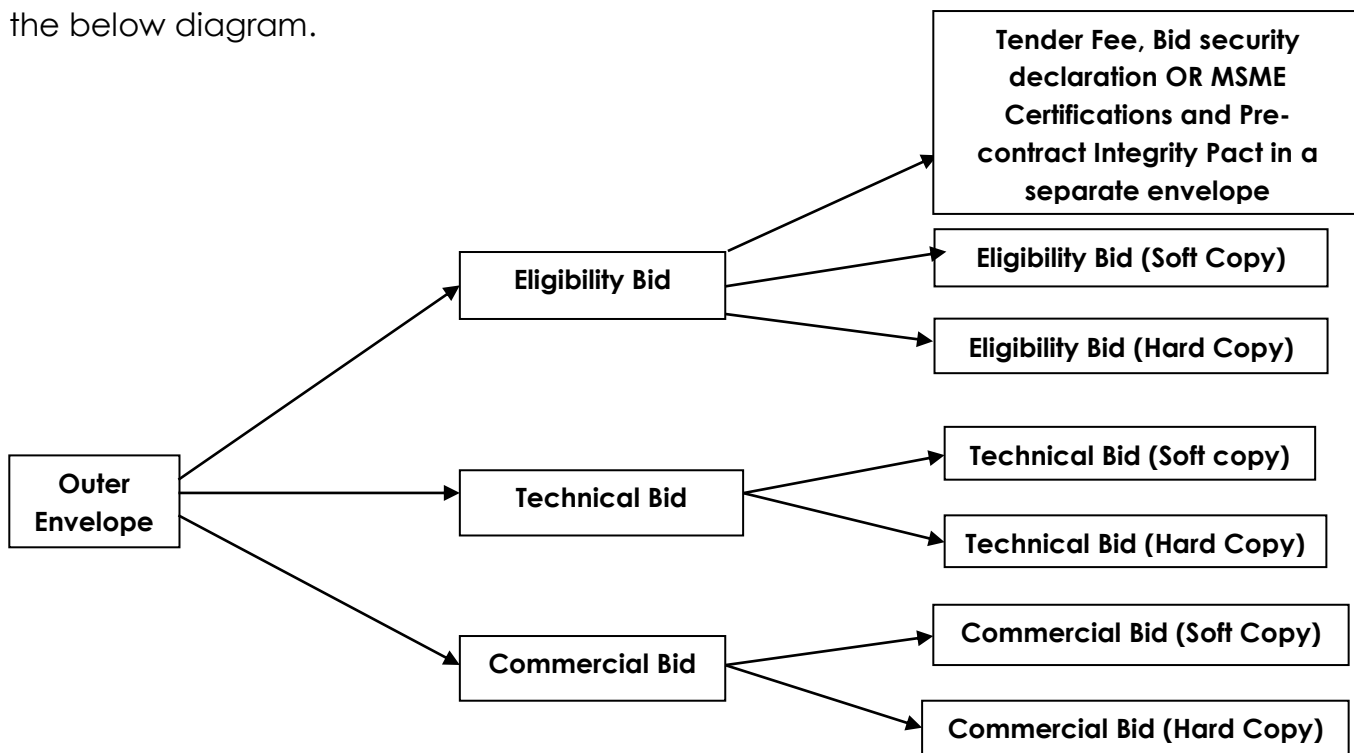 the below diagram.
Tender Fee, Bid security
declaration OR MSME
Certifications and Pre-
contract Integrity Pact in a
separate envelope
Eligibility Bid
Eligibility Bid (Soft Copy)
Eligibility Bid (Hard Copy)
Outer
Envelope
Technical Bid
Technical Bid (Soft copy)
Technical Bid (Hard Copy)
Commercial Bid
Commercial Bid (Soft Copy)
Commercial Bid (Hard Copy)